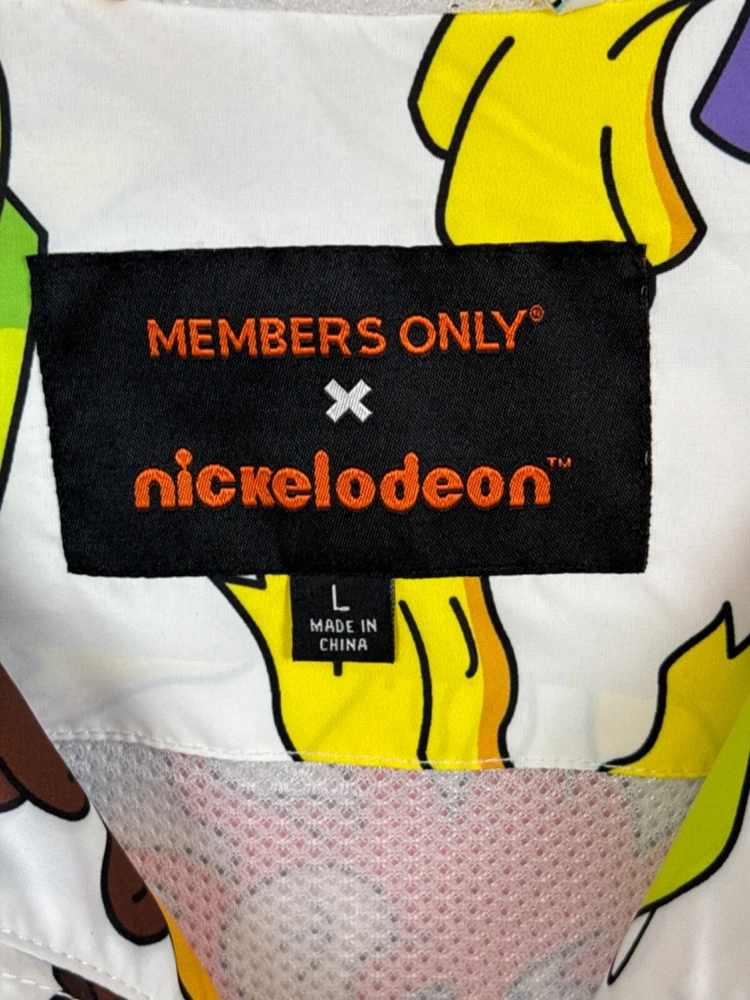 MEMBERS ONLY®
×
nickelodeon™
L
MADE IN
CHINA